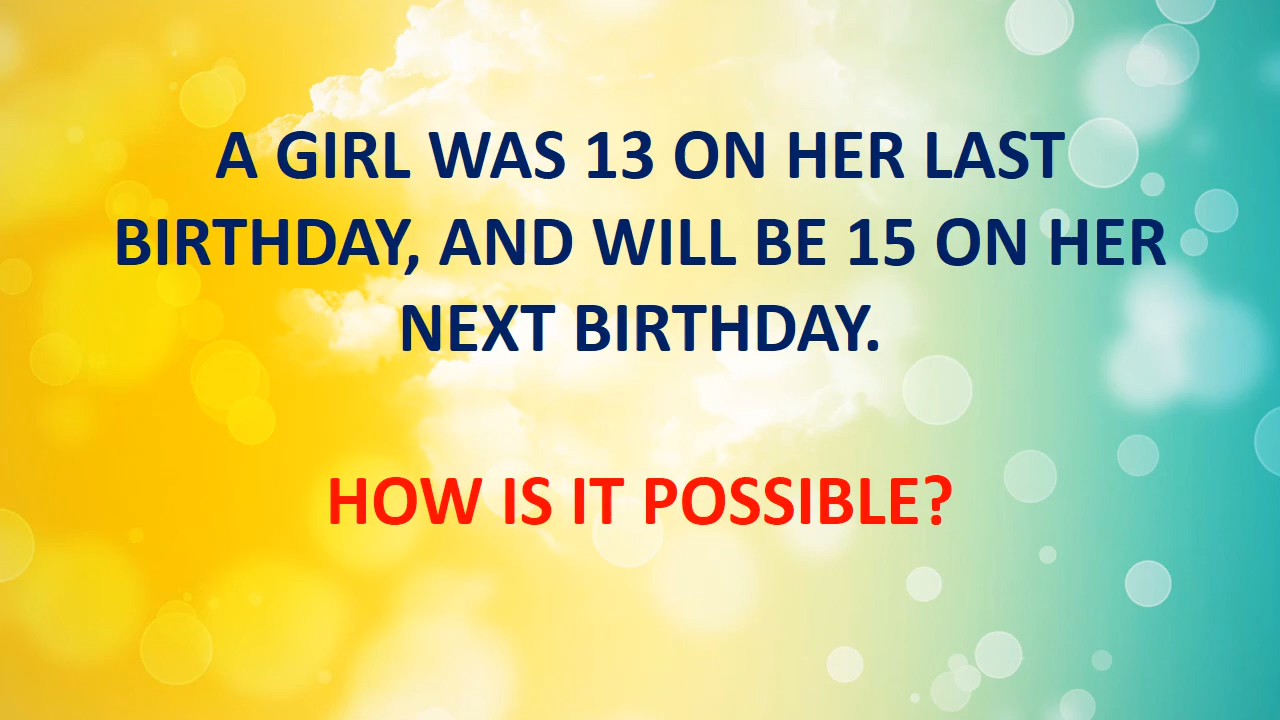 A GIRL WAS 13 ON HER LAST
BIRTHDAY, AND WILL BE 15 ON HER
NEXT BIRTHDAY.
HOW IS IT POSSIBLE?